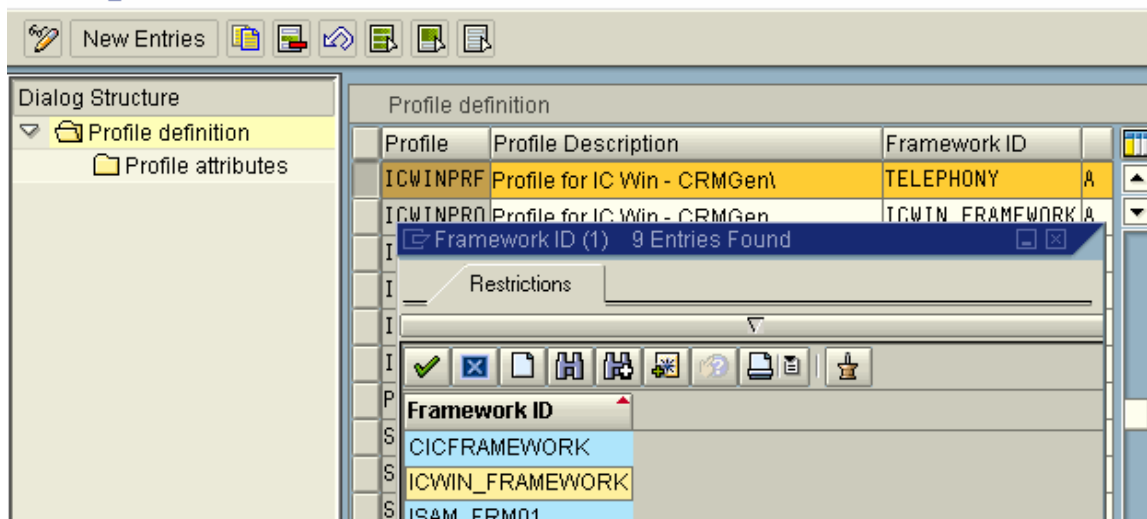 New Entries
Dialog Structure
Profile definition
Profile attributes
Profile definition
Profile Profile Description Framework ID
ICWINPRF Profile for IC Win - CRMGen\ TELEPHONY A
ICWINPRO Profile for IC Win - CRMGen ICWIN_FRAMEWORK A
I
I
I
I
P
S
S
S
Framework ID (1) 9 Entries Found
Restrictions
Framework ID
CICFRAMEWORK
ICWIN_FRAMEWORK
ISAM_FRM01